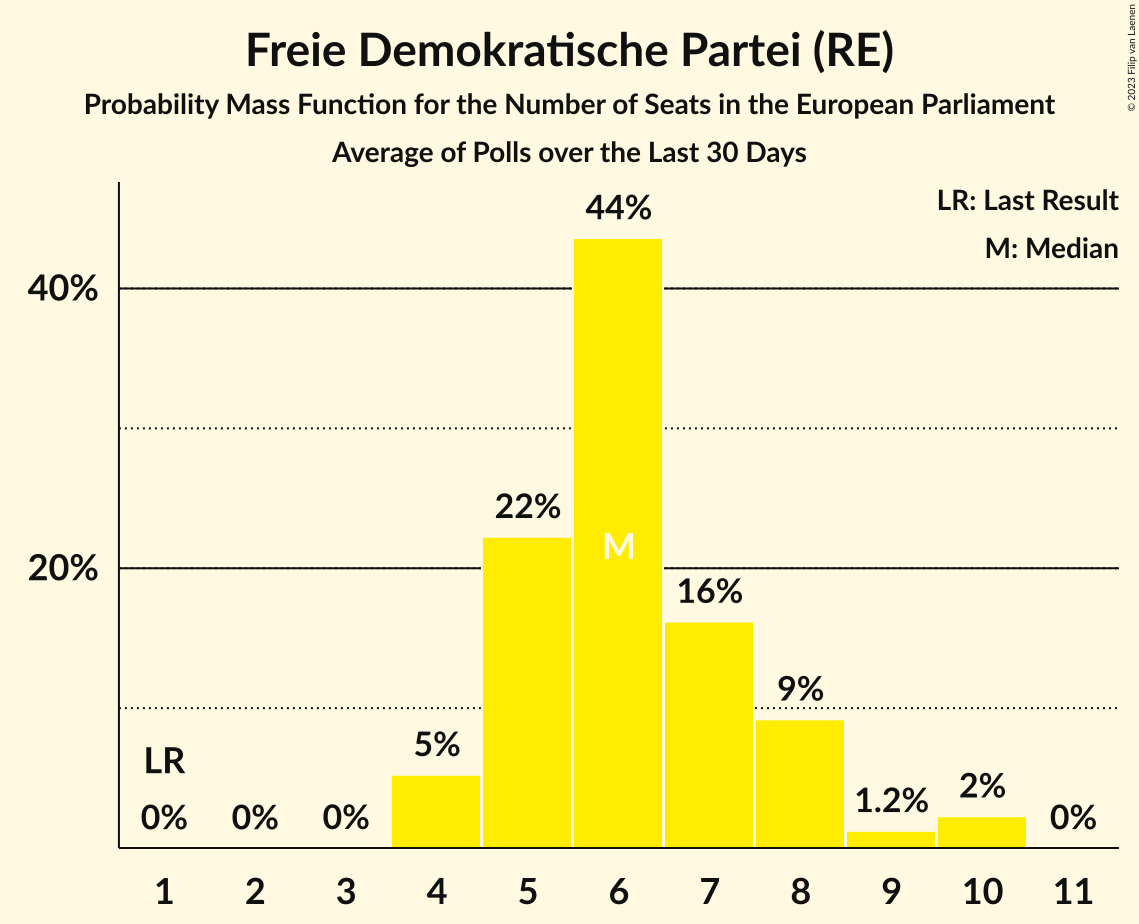 Freie Demokratische Partei (RE)
Probability Mass Function for the Number of Seats in the European Parliament
Average of Polls over the Last 30 Days
© 2023 Filip van Laenen
LR: Last Result
M: Median
40%
20%
LR
0%
0%
0%
5%
22%
44%
M
16%
9%
1.2%
2%
0%
1 2 3 4 5 6 7 8 9 10 11